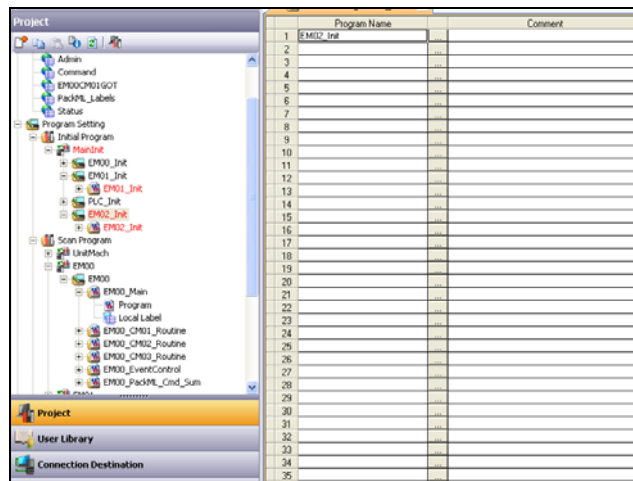 Project
Admin
Command
EM00CM01GOT
PackML_Labels
Status
Program Setting
Initial Program
MainInit
EM00_Init
EM01_Init
EM01_Init
PLC_Init
EM02_Init
EM02_Init
Scan Program
UnitMach
EM00
EM00
EM00_Main
Program
Local Label
EM00_CM01_Routine
EM00_CM02_Routine
EM00_CM03_Routine
EM00_EventControl
EM00_PackML_Cmd_Sum
Project
User Library
Connection Destination
Program Name Comment
1 EM02_Init ...
2 ...
3 ...
4 ...
5 ...
6 ...
7 ...
8 ...
9 ...
10 ...
11 ...
12 ...
13 ...
14 ...
15 ...
16 ...
17 ...
18 ...
19 ...
20 ...
21 ...
22 ...
23 ...
24 ...
25 ...
26 ...
27 ...
28 ...
29 ...
30 ...
31 ...
32 ...
33 ...
34 ...
35 ...